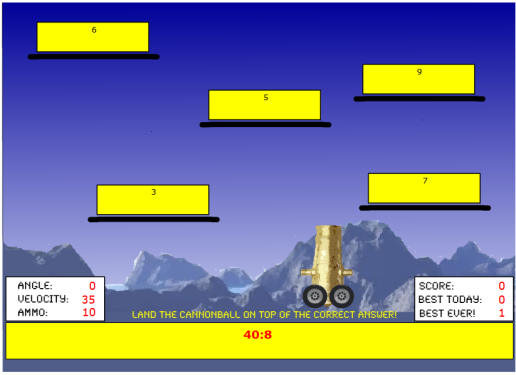 6
9
5
7
3
ANGLE: 0
VELOCITY: 35
AMMO: 10
SCORE: 0
BEST TODAY: 0
BEST EVER! 1
LAND THE CANNONBALL ON TOP OF THE CORRECT ANSWER!
40:8